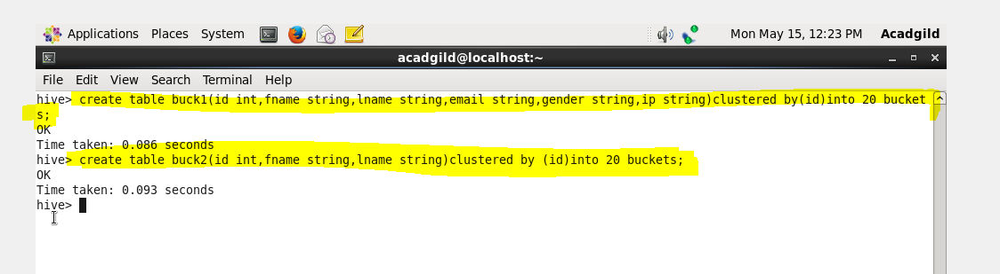 Applications Places System Mon May 15, 12:23 PM Acadgild
acadgild@localhost:~
File Edit View Search Terminal Help
hive> create table buck1(id int,fname string,lname string,email string,gender string,ip string)clustered by(id)into 20 bucket
s;
OK
Time taken: 0.086 seconds
hive> create table buck2(id int,fname string,lname string)clustered by (id)into 20 buckets;
OK
Time taken: 0.093 seconds
hive>